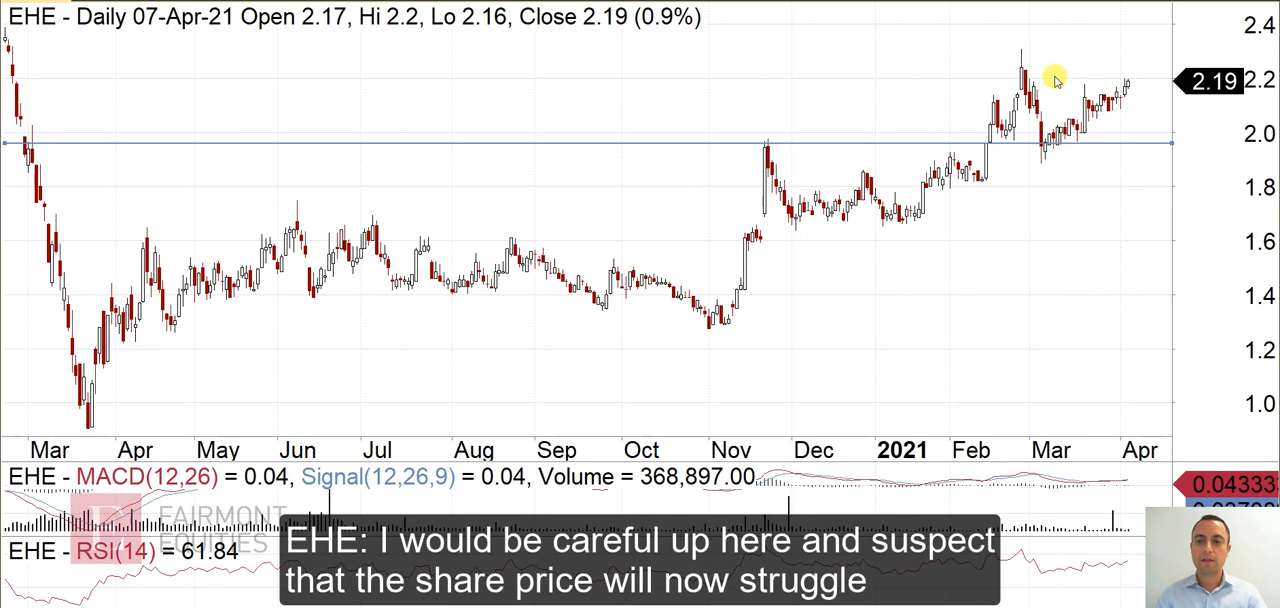 EHE - Daily 07-Apr-21 Open 2.17, Hi 2.2, Lo 2.16, Close 2.19 (0.9%)
2.4
2.19
2.2
2.0
1.8
1.6
1.4
1.2
1.0
Mar Apr May Jun Jul Aug Sep Oct Nov Dec 2021 Feb Mar Apr
EHE - MACD(12,26) = 0.04, Signal(12,26,9) = 0.04, Volume = 368,897.00
0.04333
FAIRMONT
EQUITIES
EHE - RSI(14) = 61.84
EHE: I would be careful up here and suspect
that the share price will now struggle